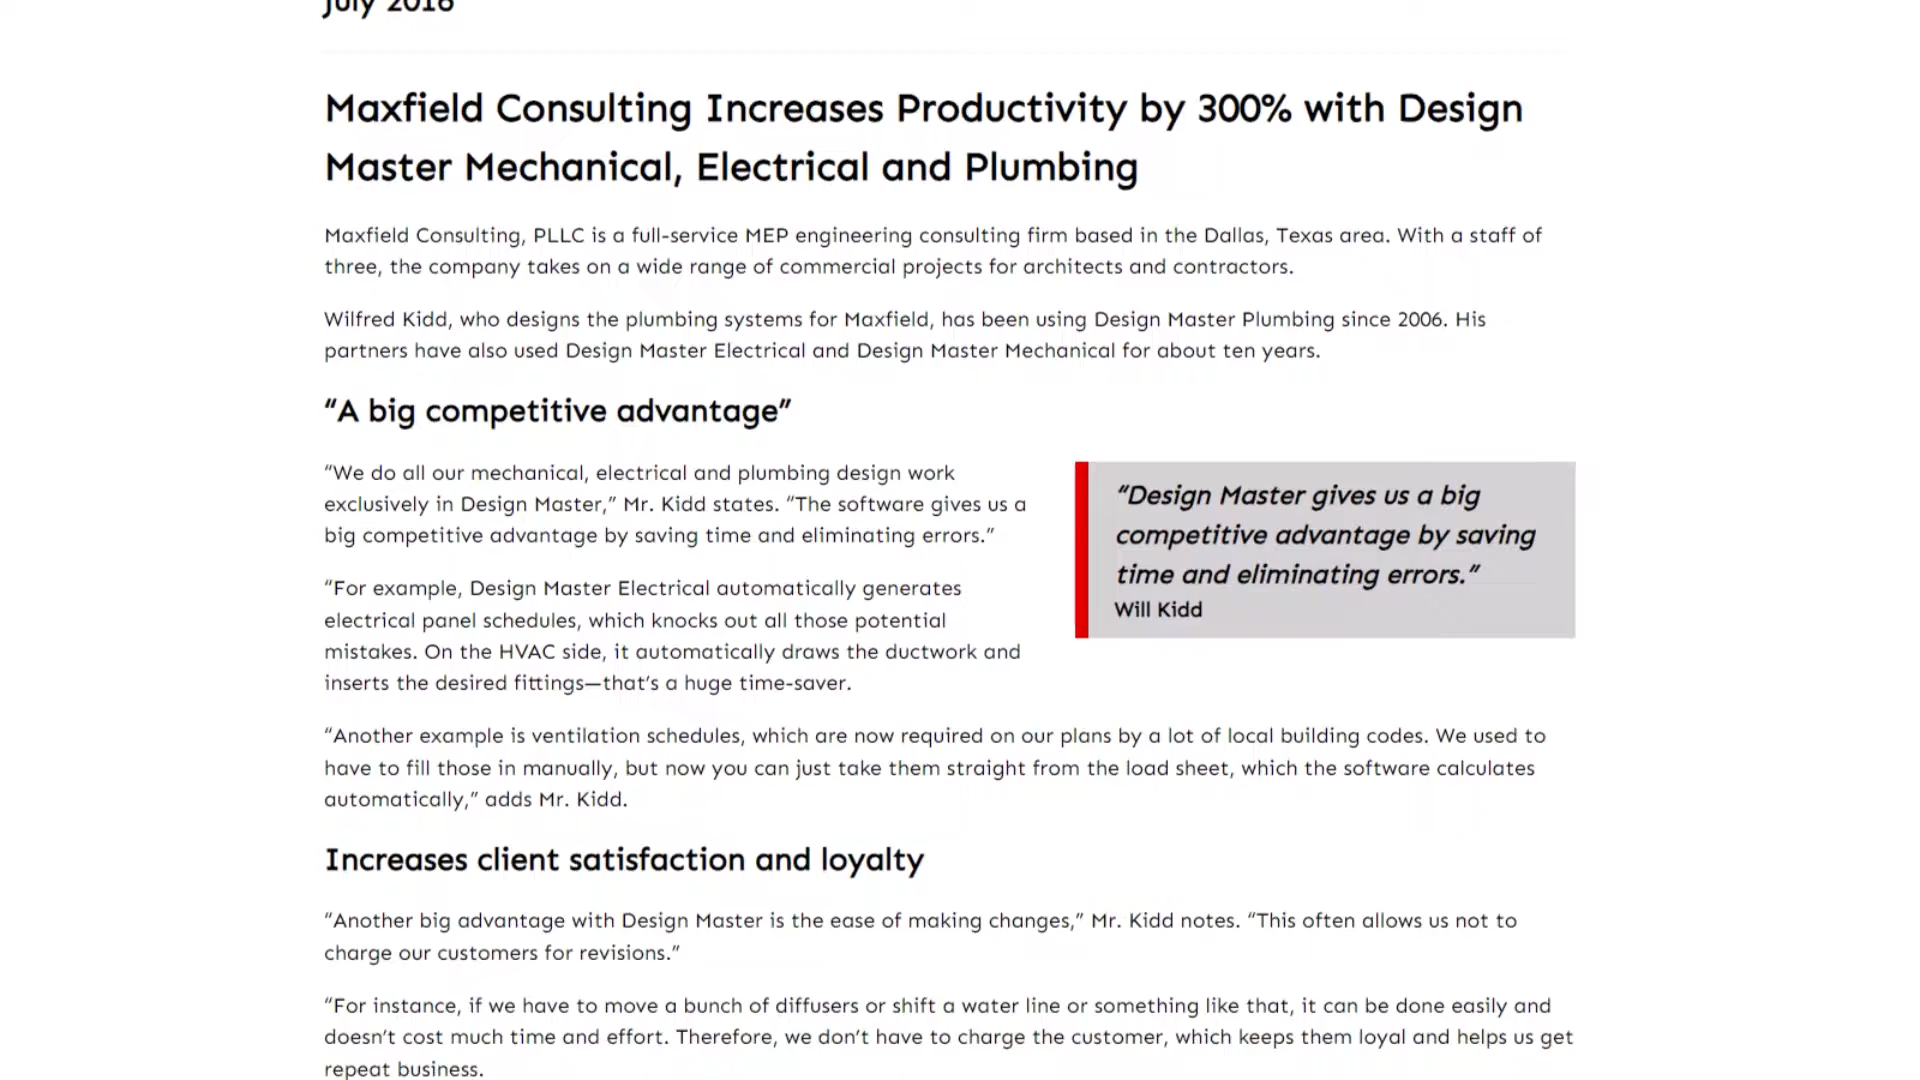 July 2016
Maxfield Consulting Increases Productivity by 300% with Design
Master Mechanical, Electrical and Plumbing
Maxfield Consulting, PLLC is a full-service MEP engineering consulting firm based in the Dallas, Texas area. With a staff of
three, the company takes on a wide range of commercial projects for architects and contractors.
Wilfred Kidd, who designs the plumbing systems for Maxfield, has been using Design Master Plumbing since 2006. His
partners have also used Design Master Electrical and Design Master Mechanical for about ten years.
“A big competitive advantage”
“We do all our mechanical, electrical and plumbing design work
exclusively in Design Master,” Mr. Kidd states. “The software gives us a
big competitive advantage by saving time and eliminating errors.”
“For example, Design Master Electrical automatically generates
electrical panel schedules, which knocks out all those potential
mistakes. On the HVAC side, it automatically draws the ductwork and
inserts the desired fittings—that’s a huge time-saver.
“Design Master gives us a big
competitive advantage by saving
time and eliminating errors.”
Will Kidd
“Another example is ventilation schedules, which are now required on our plans by a lot of local building codes. We used to
have to fill those in manually, but now you can just take them straight from the load sheet, which the software calculates
automatically,” adds Mr. Kidd.
Increases client satisfaction and loyalty
“Another big advantage with Design Master is the ease of making changes,” Mr. Kidd notes. “This often allows us not to
charge our customers for revisions.”
“For instance, if we have to move a bunch of diffusers or shift a water line or something like that, it can be done easily and
doesn’t cost much time and effort. Therefore, we don’t have to charge the customer, which keeps them loyal and helps us get
repeat business.